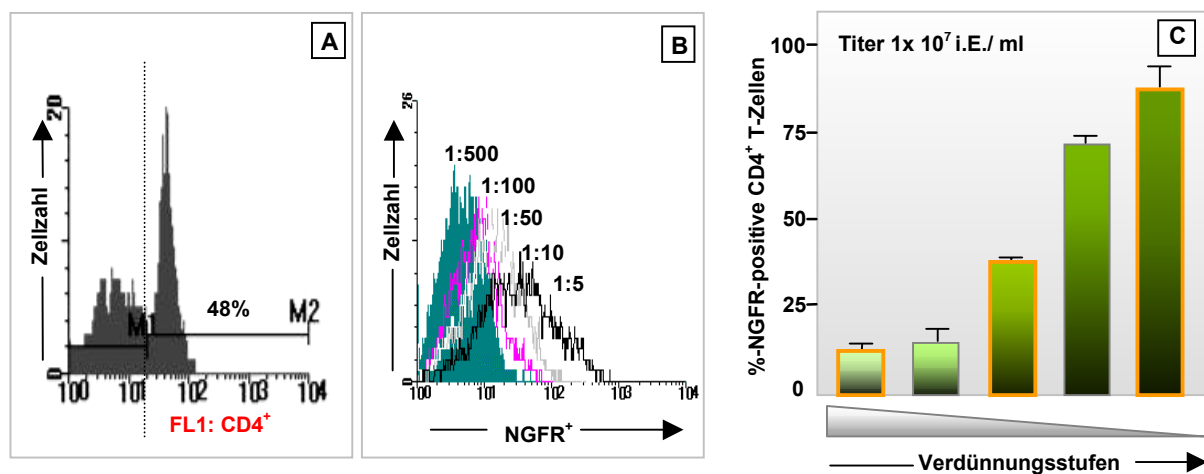 A
Zellzahl
20
0
M1
48%
M2
10⁰ 10¹ 10² 10³ 10⁴
FL1: CD4⁺
B
Zellzahl
26
0
1:500
1:100
1:50
1:10
1:5
10⁰ 10¹ 10² 10³ 10⁴
NGFR⁺
C
Titer 1x 10⁷ i.E./ ml
%-NGFR-positive CD4⁺ T-Zellen
100
75
50
25
0
Verdünnungsstufen